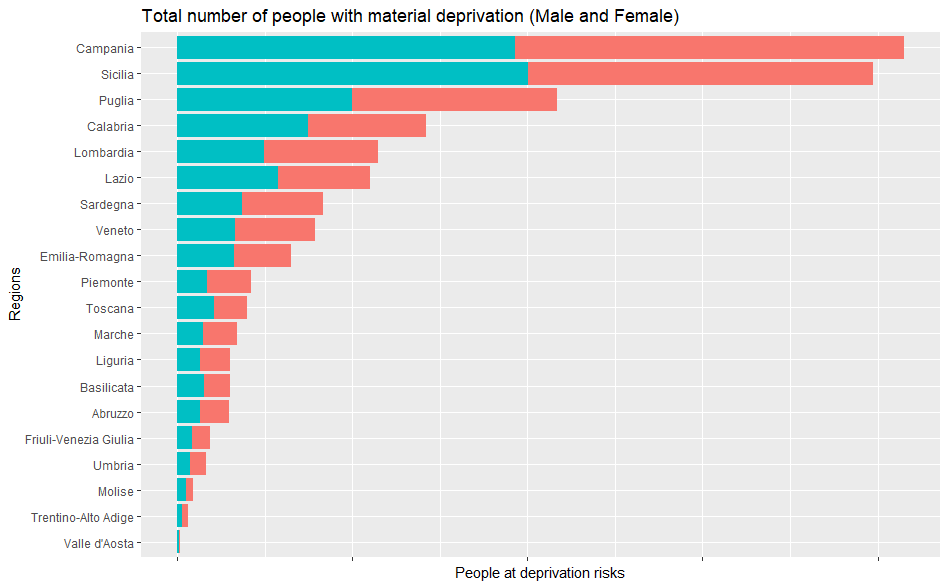 Total number of people with material deprivation (Male and Female)
Campania
Sicilia
Puglia
Calabria
Lombardia
Lazio
Sardegna
Veneto
Emilia-Romagna
Piemonte
Toscana
Marche
Liguria
Basilicata
Abruzzo
Friuli-Venezia Giulia
Umbria
Molise
Trentino-Alto Adige
Valle d'Aosta
Regions
People at deprivation risks